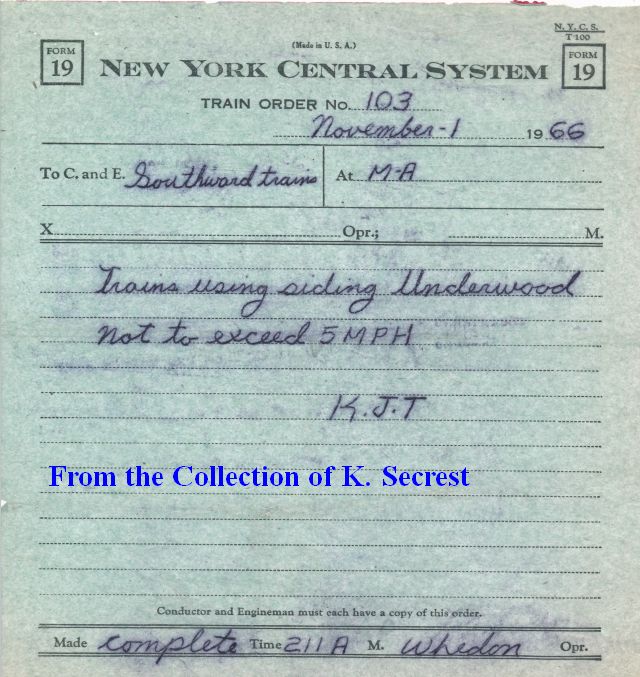 N.Y.C.S.
(Made in U. S. A.)
T 100
FORM 19
NEW YORK CENTRAL SYSTEM
FORM 19
TRAIN ORDER No. 103
November-1 1966
To C. and E. Southward trains At M-A
X Opr.; M.
Trains using siding Underwood
not to exceed 5 MPH
K.J.T
From the Collection of K. Secrest
Conductor and Engineman must each have a copy of this order.
Made complete Time 211 A M. Whedon Opr.